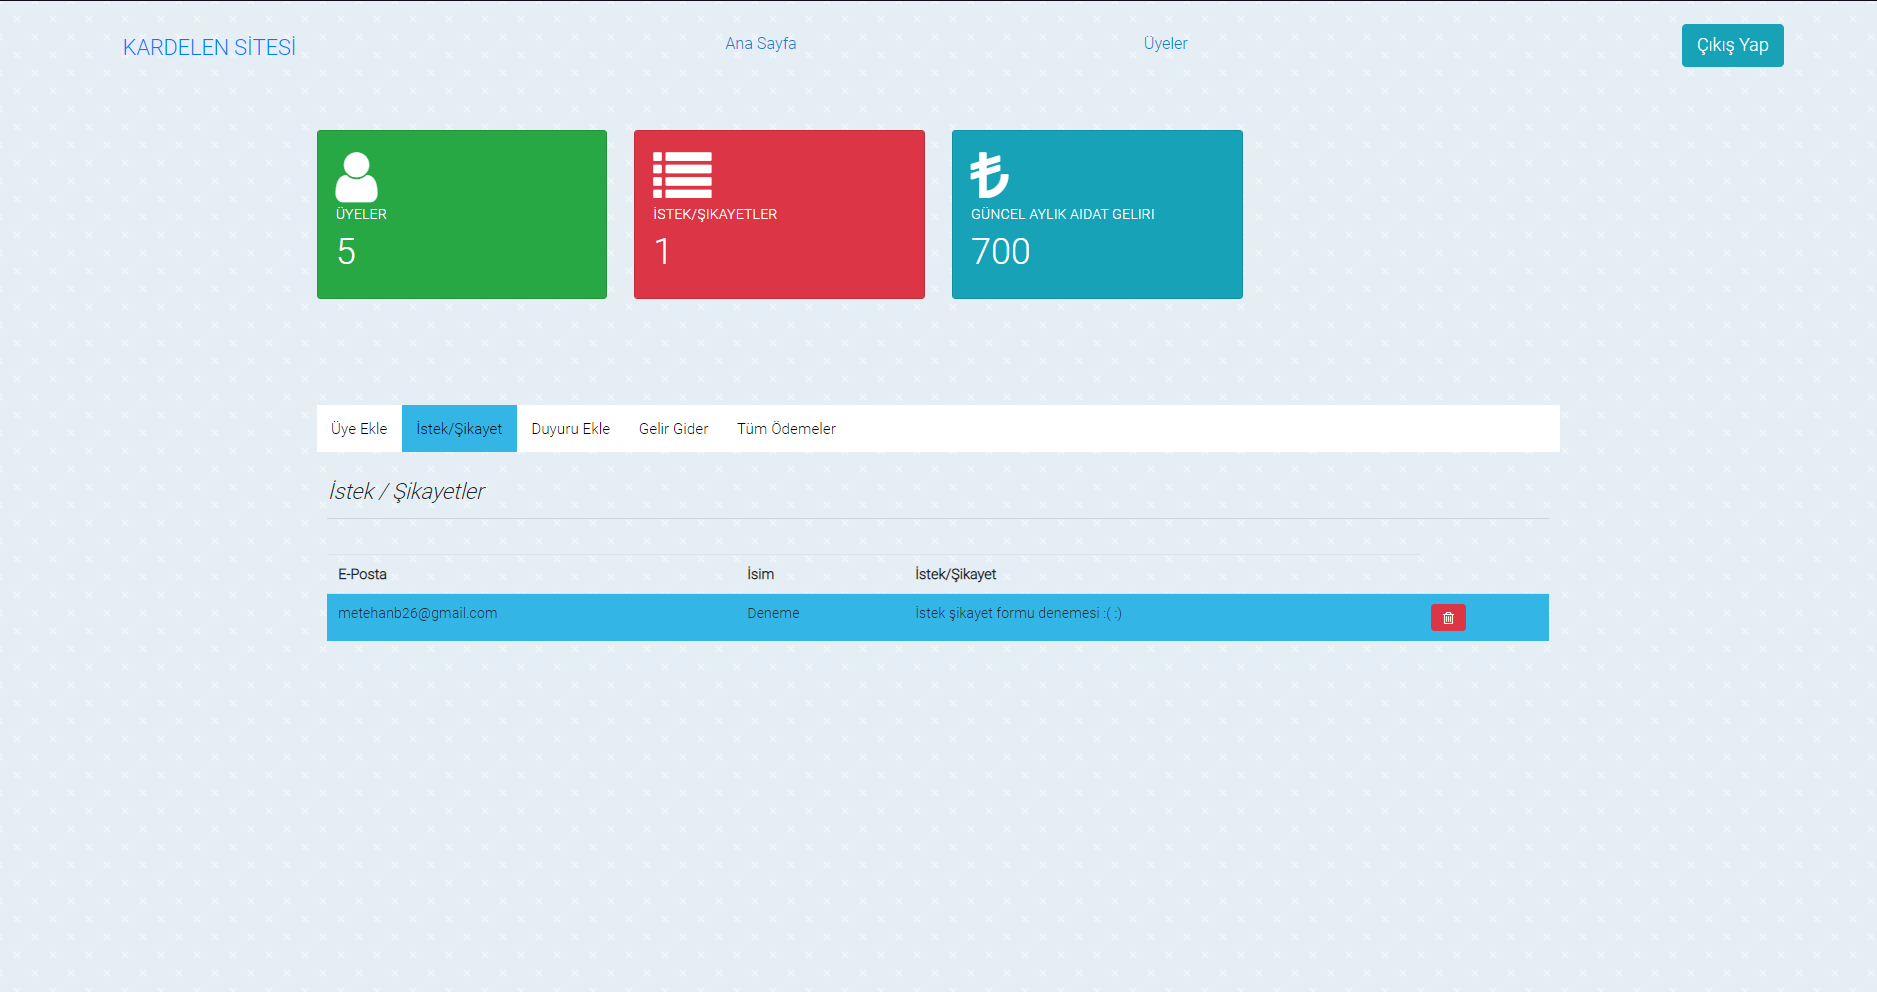 KARDELEN SİTESİ
Ana Sayfa
Üyeler
Çıkış Yap
ÜYELER
5
İSTEK/ŞIKAYETLER
1
GÜNCEL AYLIK AIDAT GELIRI
700
Üye Ekle
İstek/Şikayet
Duyuru Ekle
Gelir Gider
Tüm Ödemeler
İstek / Şikayetler
E-Posta
İsim
İstek/Şikayet
metehanb26@gmail.com
Deneme
İstek şikayet formu denemesi :( :)